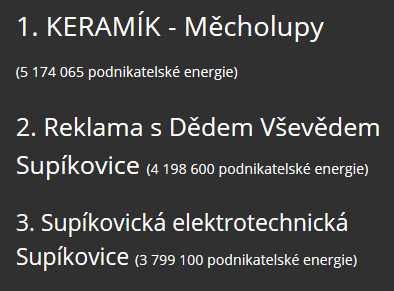 1. KERAMÍK - Měcholupy
(5 174 065 podnikatelské energie)
2. Reklama s Dědem Vševědem
Supíkovice (4 198 600 podnikatelské energie)
3. Supíkovická elektrotechnická
Supíkovice (3 799 100 podnikatelské energie)